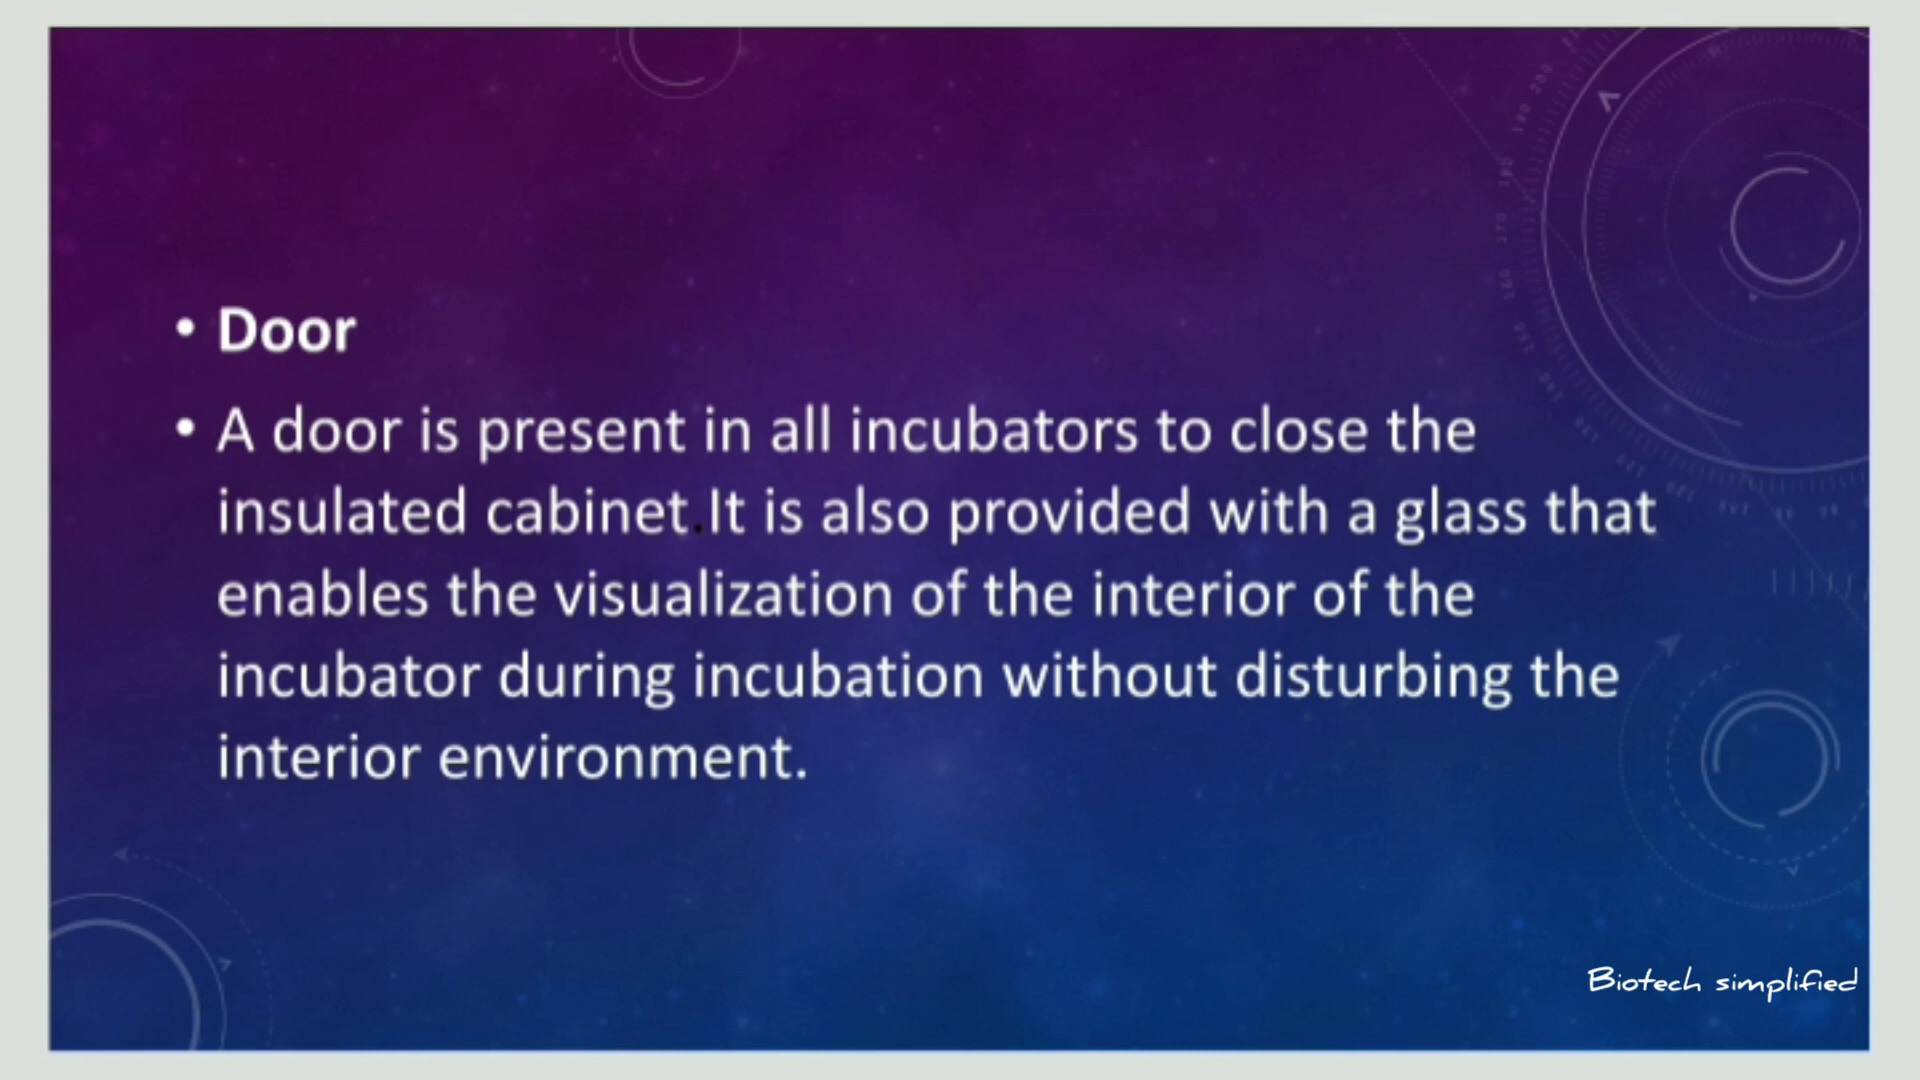 • Door
• A door is present in all incubators to close the
insulated cabinet.It is also provided with a glass that
enables the visualization of the interior of the
incubator during incubation without disturbing the
interior environment.
Biotech simplified